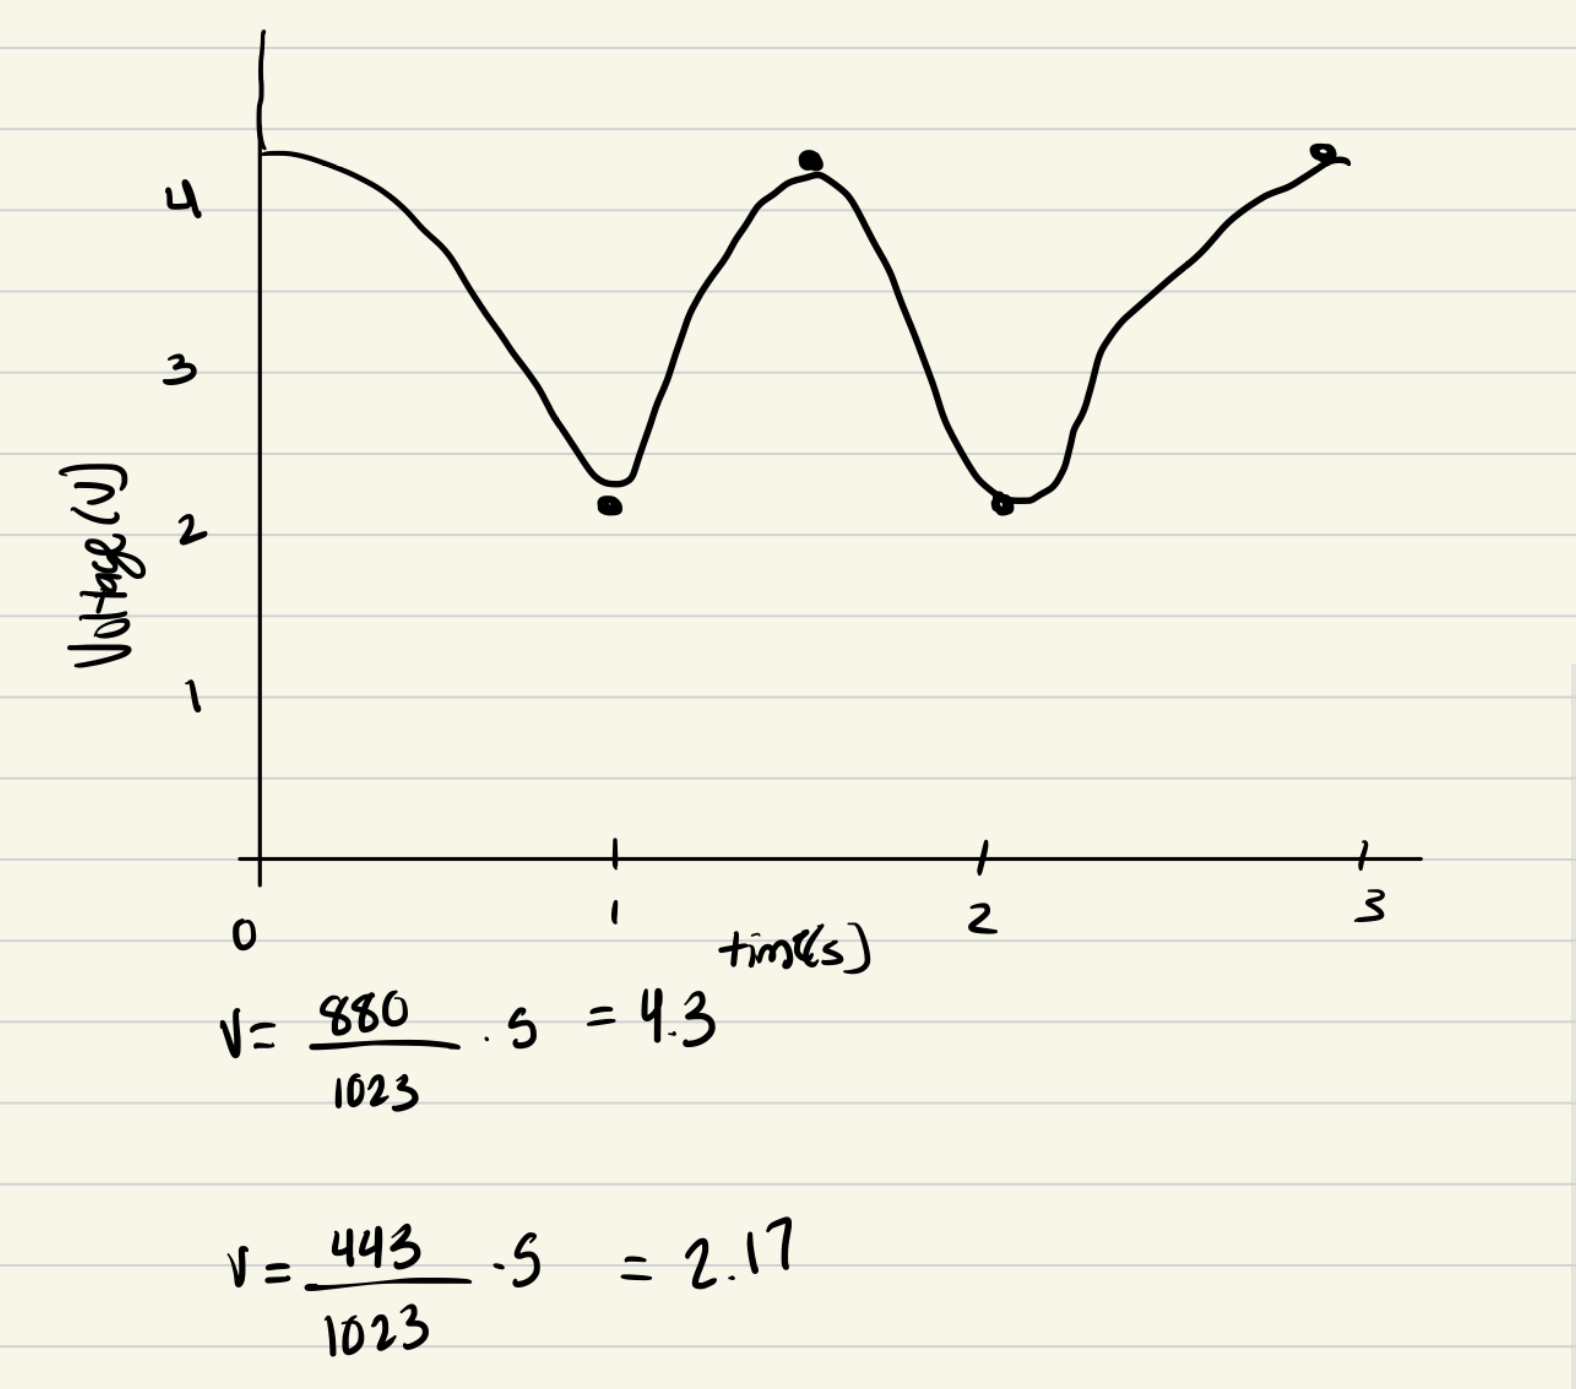 4
3
2
1
Voltage (V)
0
1
2
3
time(s)
V= 880/1023 · 5 = 4.3
V= 443/1023 · 5 = 2.17